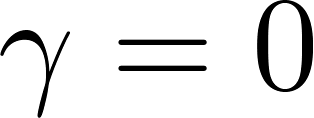 γ = 0